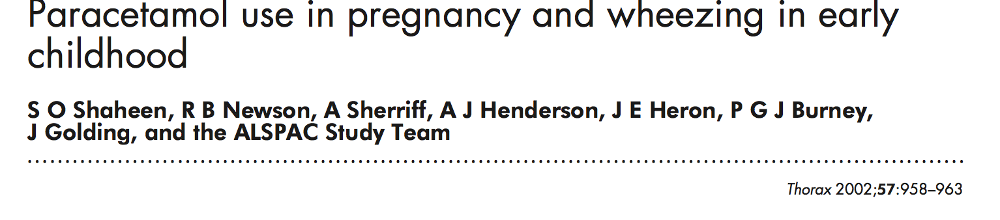 Paracetamol use in pregnancy and wheezing in early
childhood
S O Shaheen, R B Newson, A Sherriff, A J Henderson, J E Heron, P G J Burney,
J Golding, and the ALSPAC Study Team
Thorax 2002;57:958–963